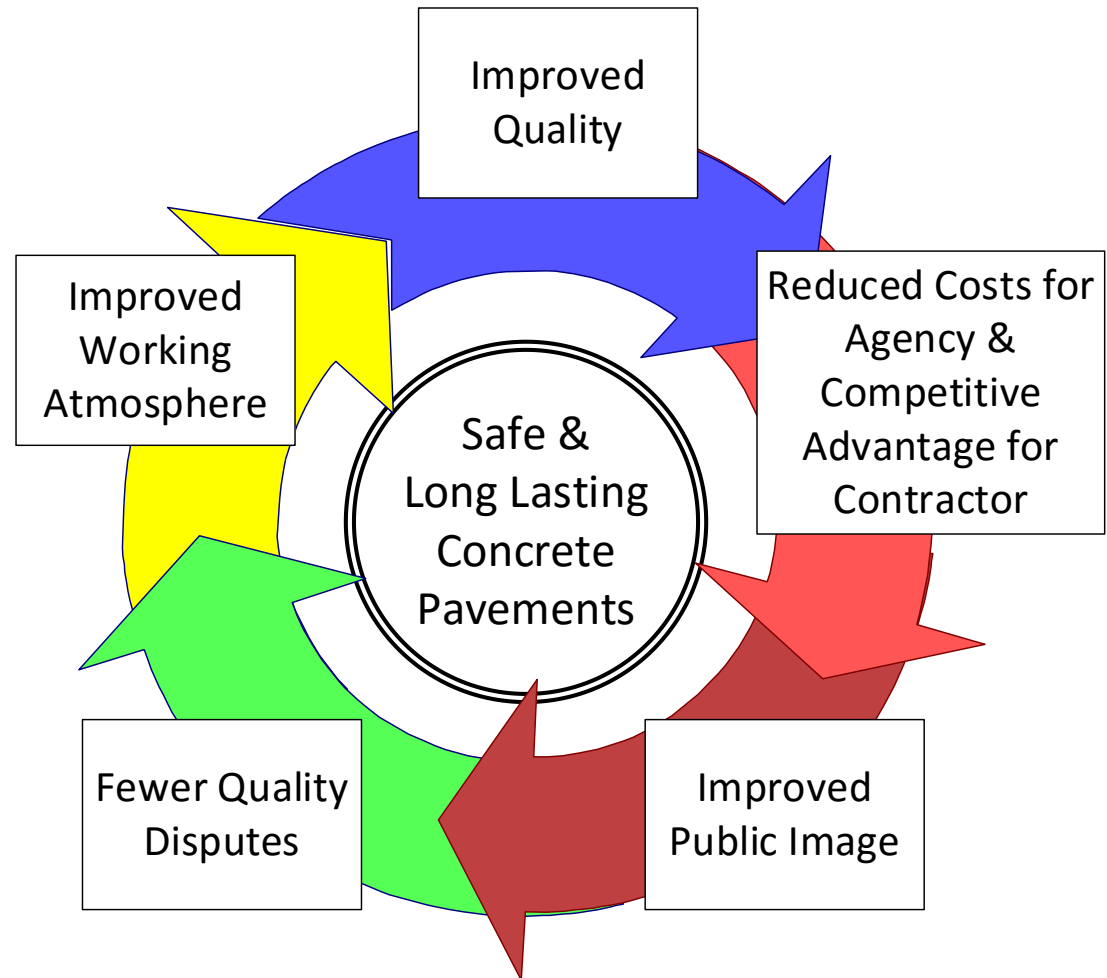 Improved
Quality
Reduced Costs for
Agency &
Competitive
Advantage for
Contractor
Improved
Public Image
Fewer Quality
Disputes
Improved
Working
Atmosphere
Safe &
Long Lasting
Concrete
Pavements